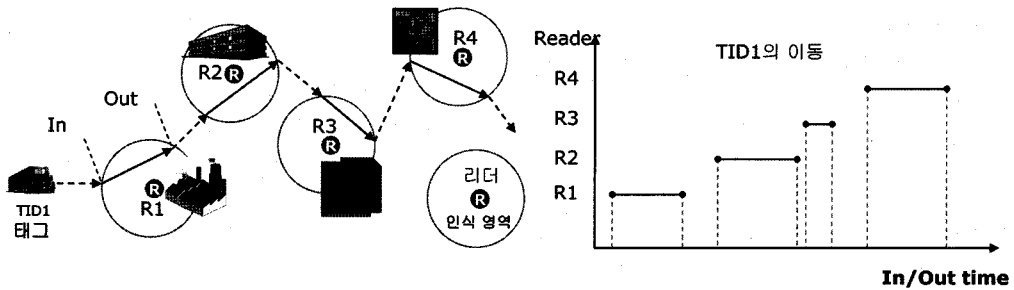 In
Out
TID1
태그
R
R1
R2 R
R3
R
R4
R
리더
R
인식 영역
Reader
TID1의 이동
R4
R3
R2
R1
In/Out time